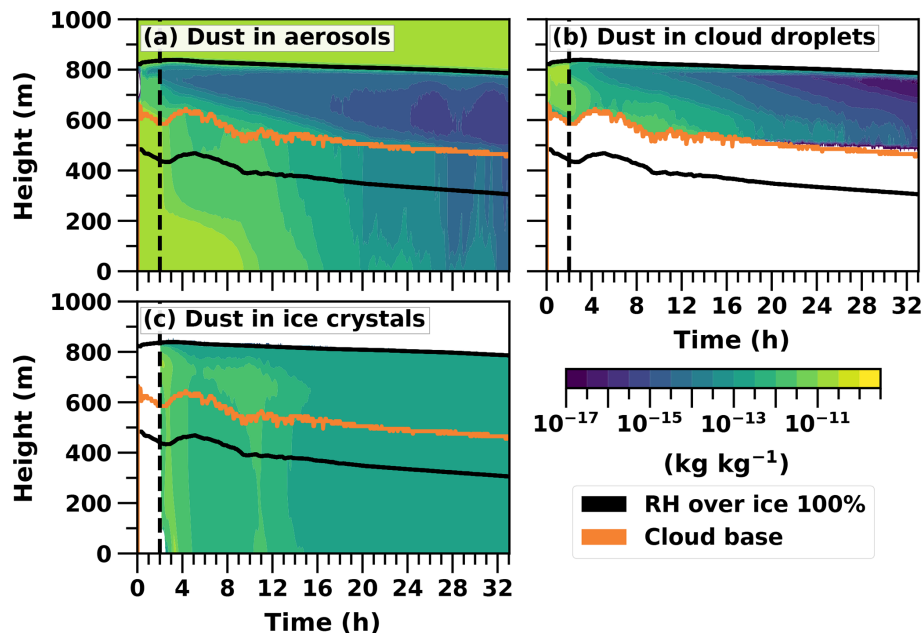 (a) Dust in aerosols
(b) Dust in cloud droplets
1000
800
600
400
200
0
Height (m)
0 4 8 12 16 20 24 28 32
Time (h)
(c) Dust in ice crystals
1000
800
600
400
200
0
Height (m)
0 4 8 12 16 20 24 28 32
Time (h)
10⁻¹⁷ 10⁻¹⁵ 10⁻¹³ 10⁻¹¹
(kg kg⁻¹)
RH over ice 100%
Cloud base